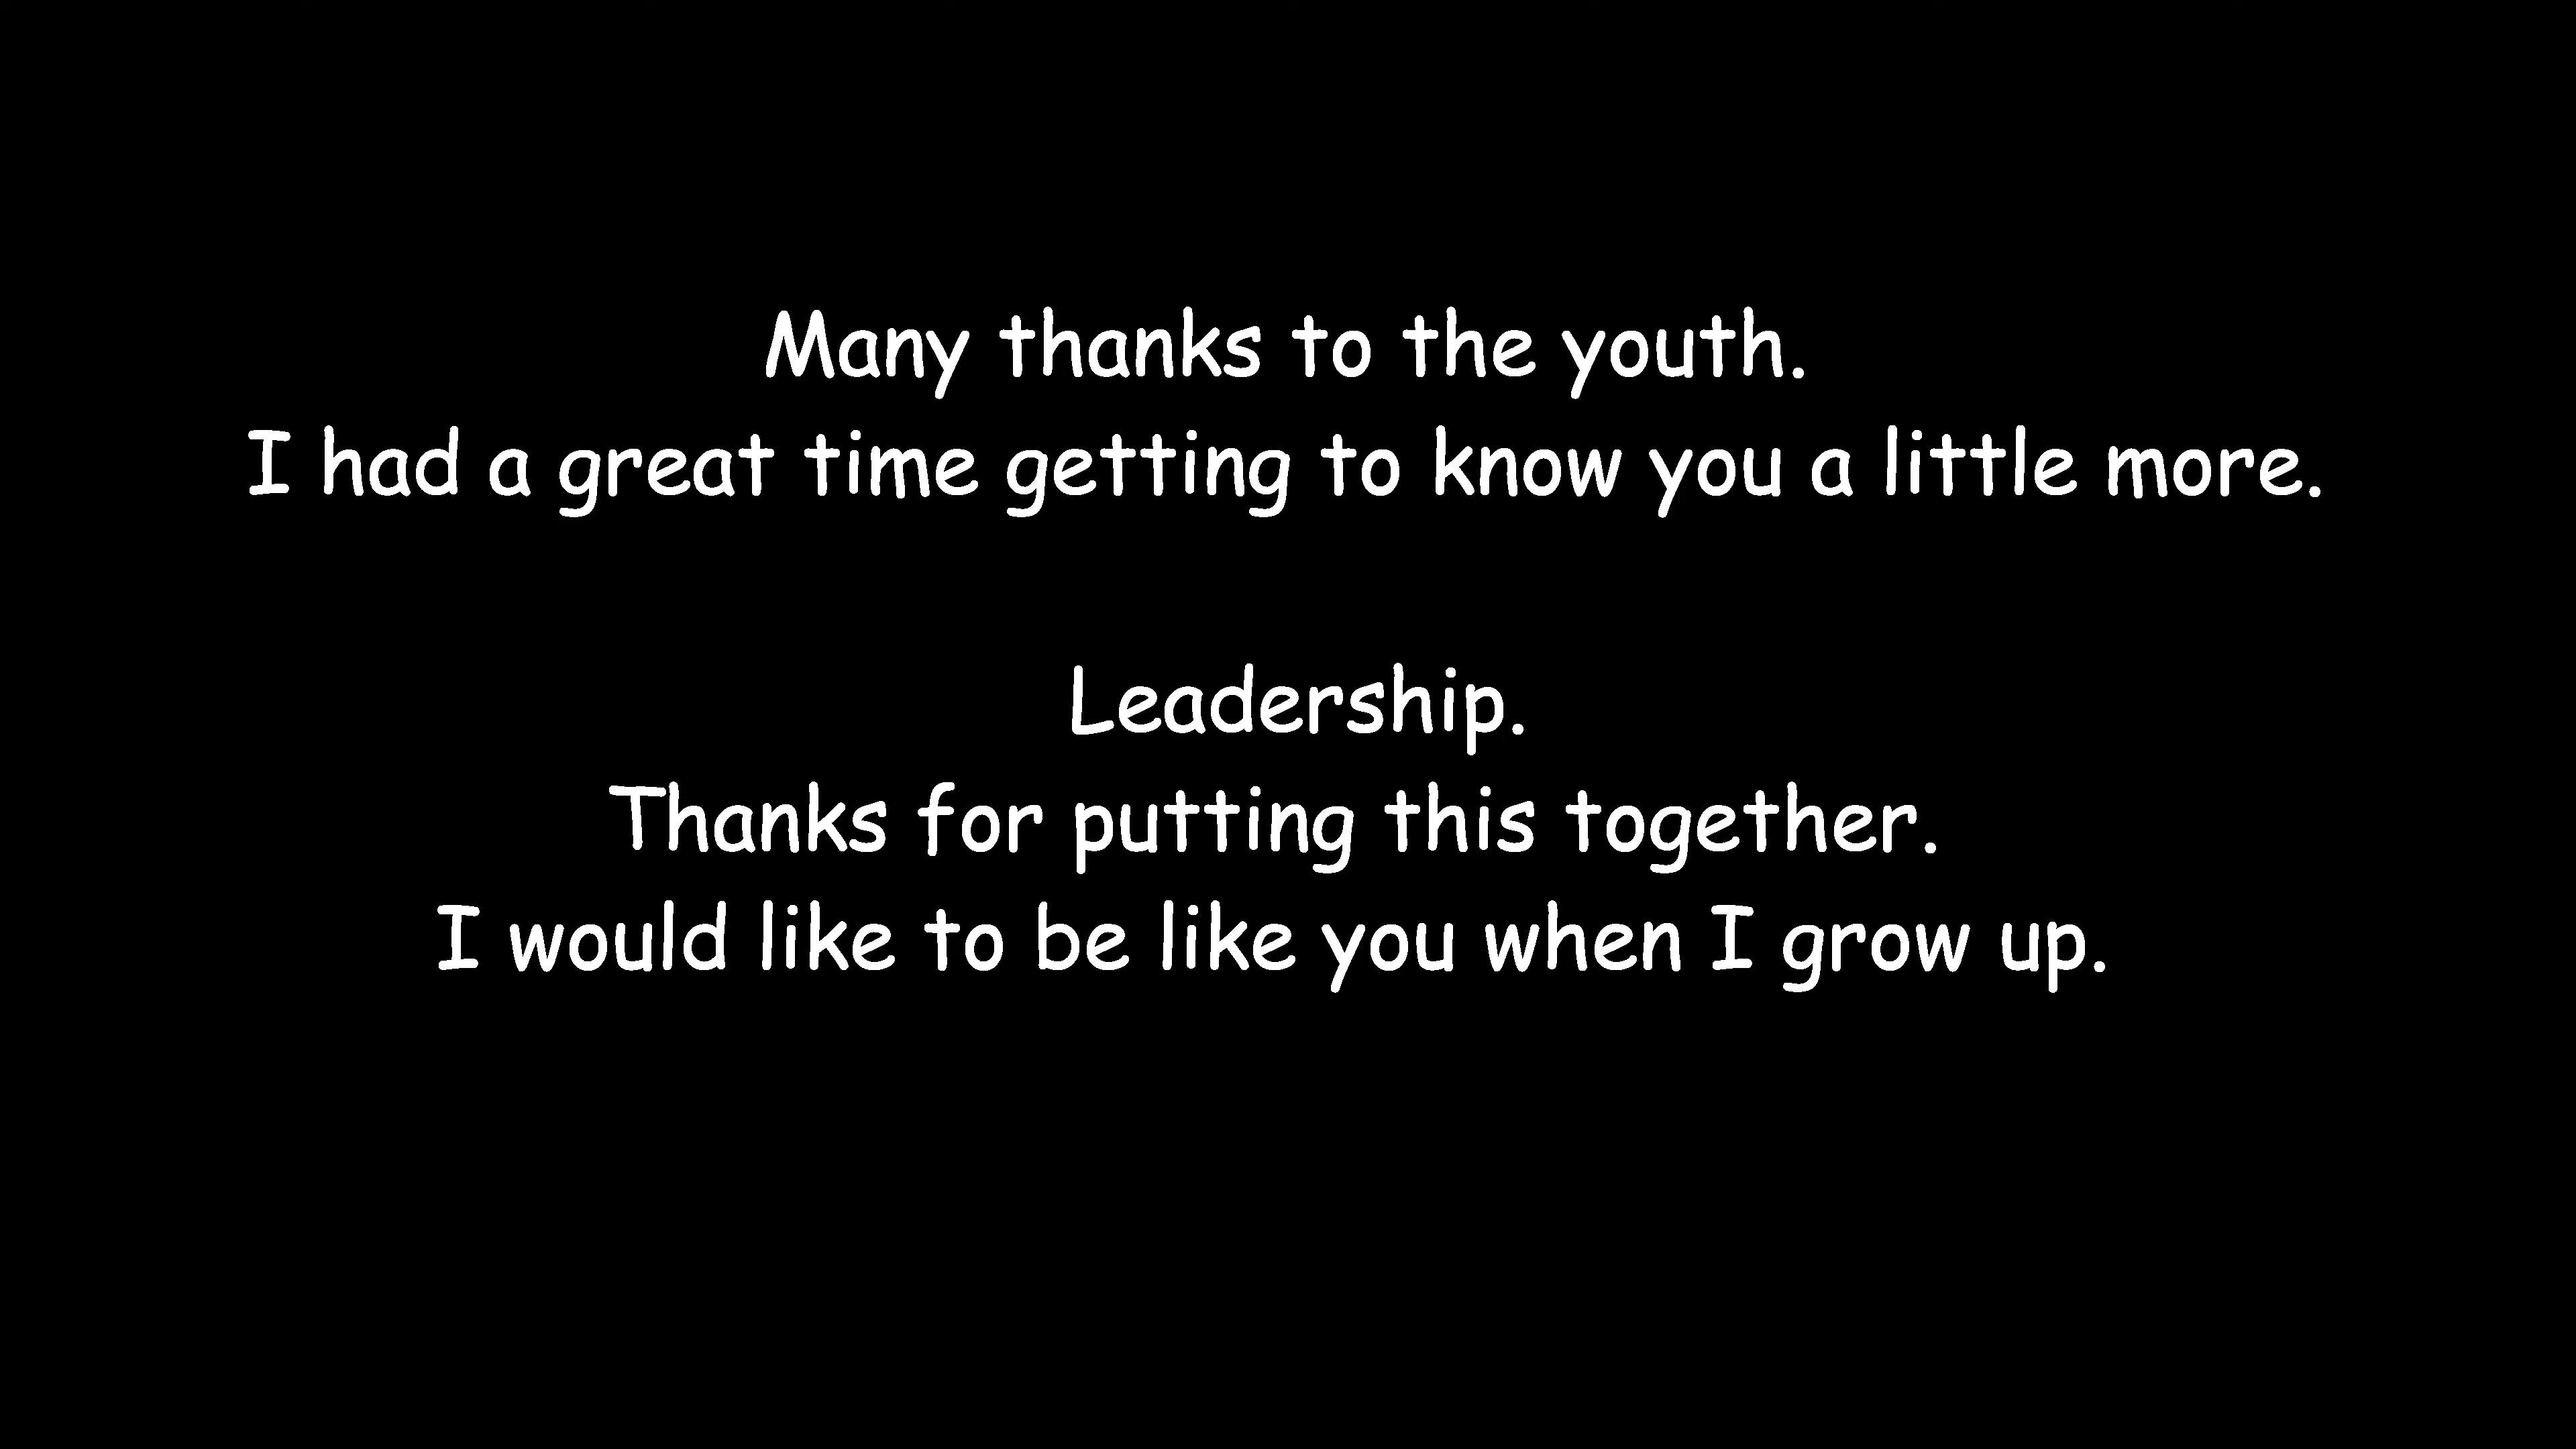 Many thanks to the youth.
I had a great time getting to know you a little more.
Leadership.
Thanks for putting this together.
I would like to be like you when I grow up.